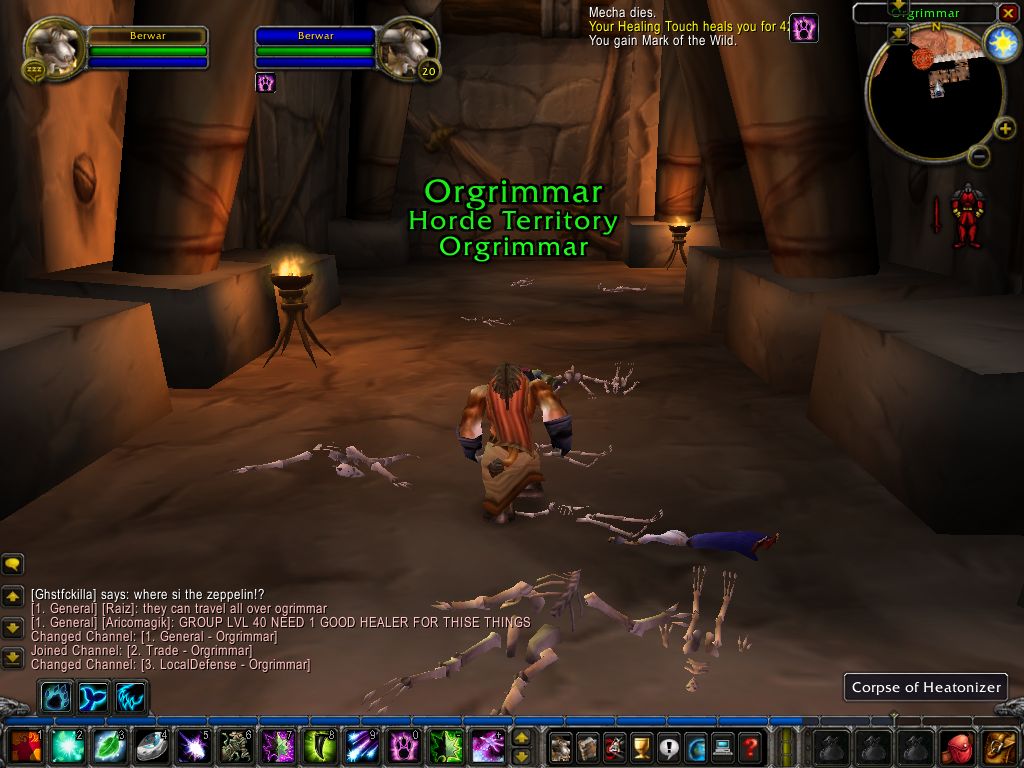 Mecha dies.
Your Healing Touch heals you for 42
You gain Mark of the Wild.
Orgrimmar
N
Berwar
Berwar
zzz
20
Orgrimmar
Horde Territory
Orgrimmar
[Ghstfckilla] says: where si the zeppelin!?
[1. General] [Raiz]: they can travel all over ogrimmar
[1. General] [Aricomagik]: GROUP LVL 40 NEED 1 GOOD HEALER FOR THISE THINGS
Changed Channel: [1. General - Orgrimmar]
Joined Channel: [2. Trade - Orgrimmar]
Changed Channel: [3. LocalDefense - Orgrimmar]
Corpse of Heatonizer
1 2 3 4 5 6 7 8 9 0 - =